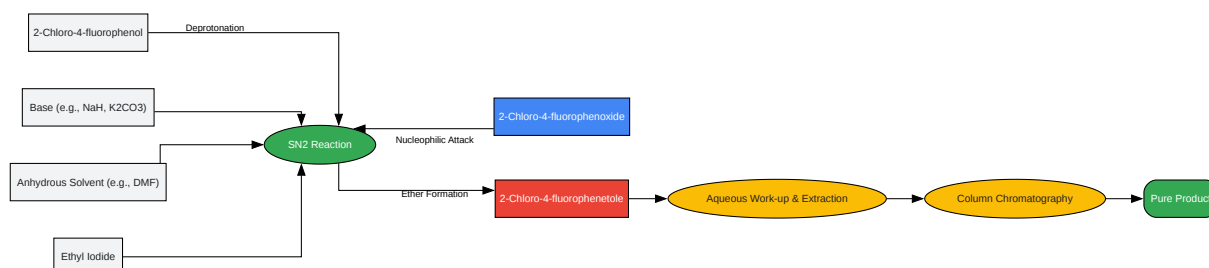 2-Chloro-4-fluorophenol
Deprotonation
Base (e.g., NaH, K2CO3)
2-Chloro-4-fluorophenoxide
Nucleophilic Attack
SN2 Reaction
Anhydrous Solvent (e.g., DMF)
Ether Formation
2-Chloro-4-fluorophenetole
Aqueous Work-up & Extraction
Column Chromatography
Pure Product
Ethyl Iodide